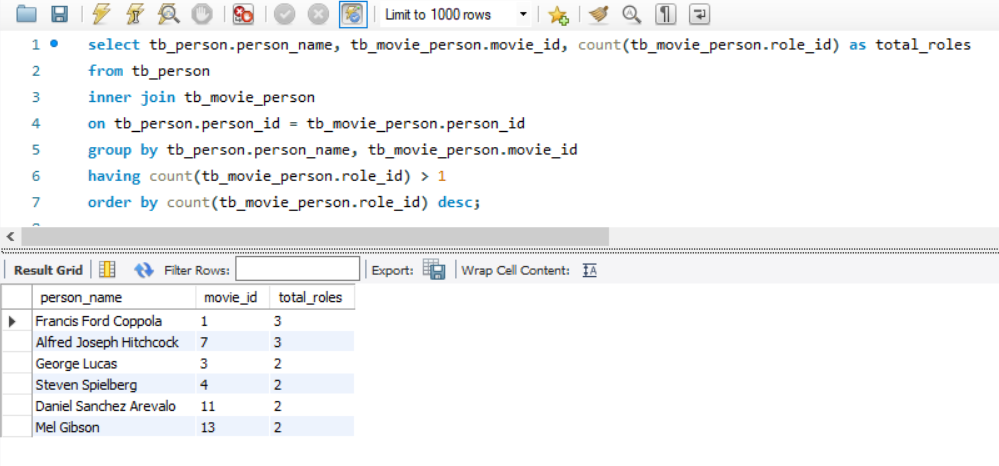 Limit to 1000 rows
1 select tb_person.person_name, tb_movie_person.movie_id, count(tb_movie_person.role_id) as total_roles
2 from tb_person
3 inner join tb_movie_person
4 on tb_person.person_id = tb_movie_person.person_id
5 group by tb_person.person_name, tb_movie_person.movie_id
6 having count(tb_movie_person.role_id) > 1
7 order by count(tb_movie_person.role_id) desc;
Result Grid Filter Rows: Export: Wrap Cell Content: IA
person_name movie_id total_roles
Francis Ford Coppola 1 3
Alfred Joseph Hitchcock 7 3
George Lucas 3 2
Steven Spielberg 4 2
Daniel Sanchez Arevalo 11 2
Mel Gibson 13 2